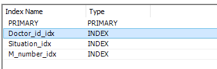 Index Name Type
PRIMARY PRIMARY
Doctor_id_idx INDEX
Situation_idx INDEX
M_number_idx INDEX